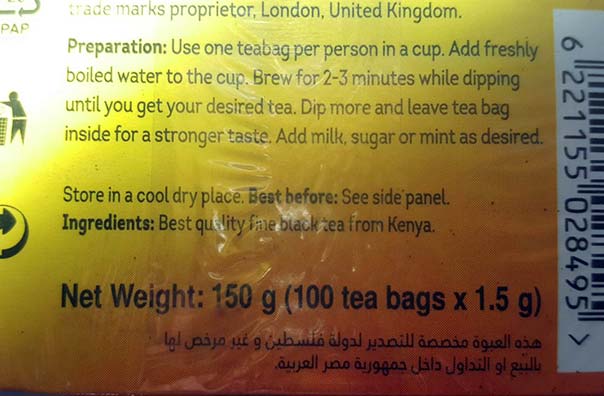 trade marks proprietor, London, United Kingdom.
PAP
Preparation: Use one teabag per person in a cup. Add freshly
boiled water to the cup. Brew for 2-3 minutes while dipping
until you get your desired tea. Dip more and leave tea bag
inside for a stronger taste. Add milk, sugar or mint as desired.
Store in a cool dry place. Best before: See side panel.
Ingredients: Best quality fine black tea from Kenya.
Net Weight: 150 g (100 tea bags x 1.5 g)
هذه العبوة مخصصة للتصدير لدولة فلسطين و غير مرخص لها
بالبيع او التداول داخل جمهورية مصر العربية.
6 221155 028495 >